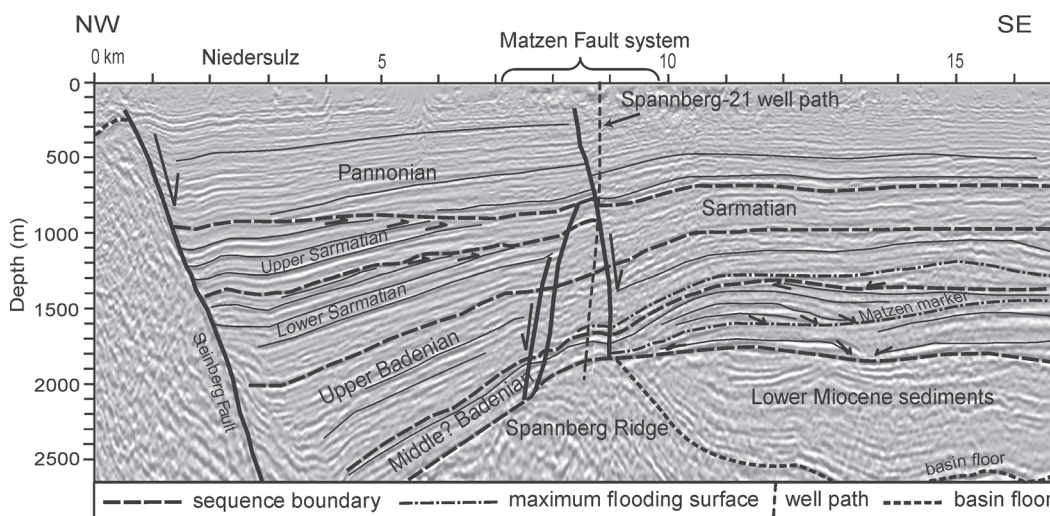 NW
SE
Matzen Fault system
0 km
Niedersulz
5
10
15
Depth (m)
0
500
1000
1500
2000
2500
Spannberg-21 well path
Pannonian
Sarmatian
Upper Sarmatian
Lower Sarmatian
Matzen marker
Steinberg Fault
Upper Badenian
Middle? Badenian
Lower Miocene sediments
Spannberg Ridge
basin floor
sequence boundary
maximum flooding surface
well path
basin floor